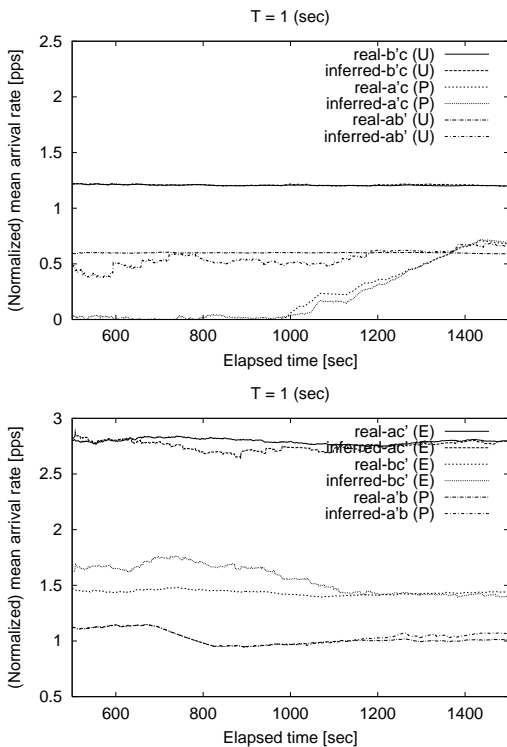 T = 1 (sec)
(Normalized) mean arrival rate [pps]
2.5
2
1.5
1
0.5
0
real-b'c (U)
inferred-b'c (U)
real-a'c (P)
inferred-a'c (P)
real-ab' (U)
inferred-ab' (U)
600 800 1000 1200 1400
Elapsed time [sec]
T = 1 (sec)
(Normalized) mean arrival rate [pps]
3
2.5
2
1.5
1
0.5
real-ac' (E)
inferred-ac' (E)
real-bc' (E)
inferred-bc' (E)
real-a'b (P)
inferred-a'b (P)
600 800 1000 1200 1400
Elapsed time [sec]